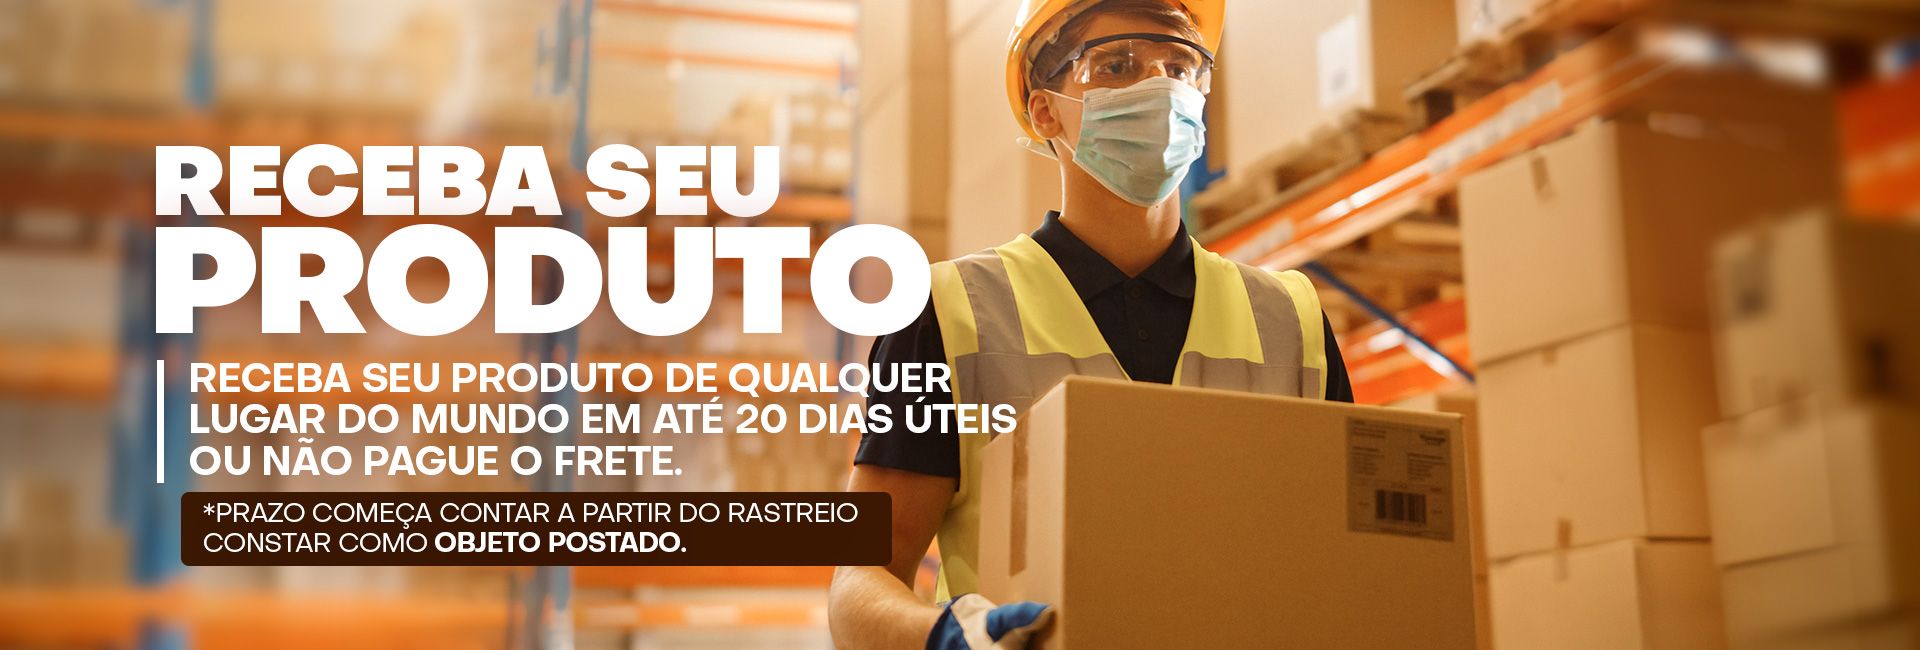 RECEBA SEU
PRODUTO
RECEBA SEU PRODUTO DE QUALQUER
LUGAR DO MUNDO EM ATÉ 20 DIAS ÚTEIS
OU NÃO PAGUE O FRETE.
*PRAZO COMEÇA CONTAR A PARTIR DO RASTREIO
CONSTAR COMO OBJETO POSTADO.